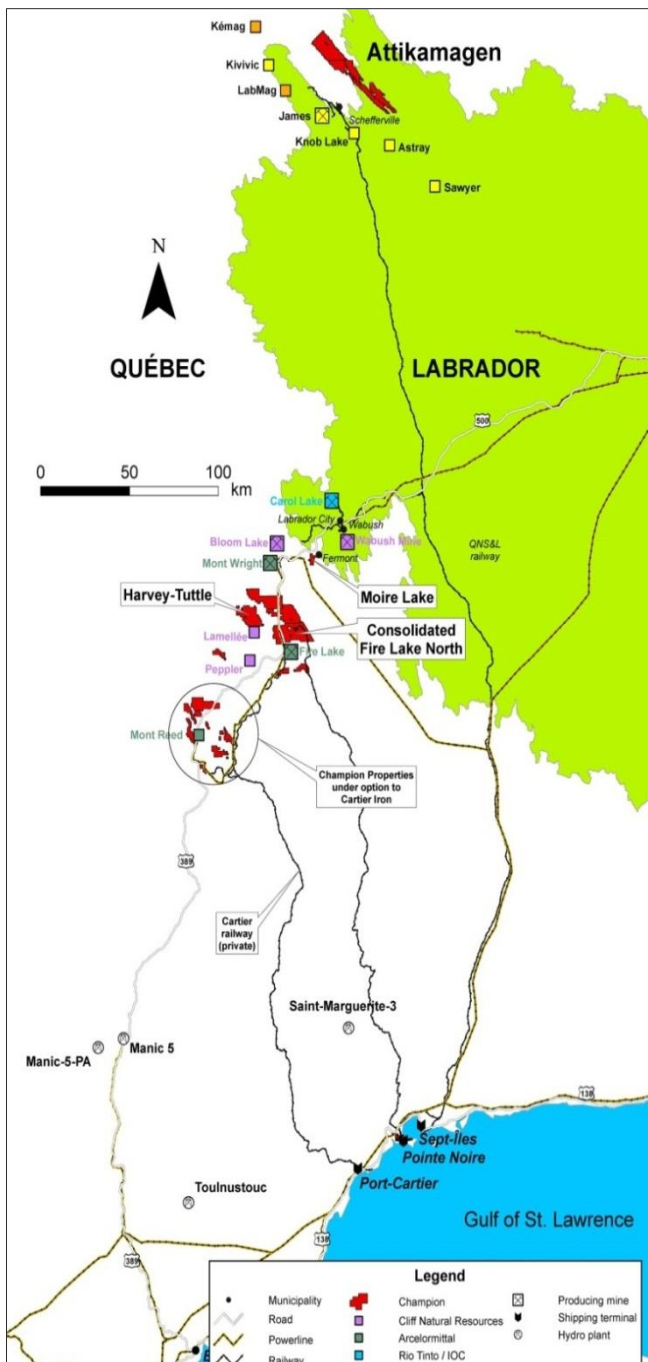 Kémag
Attikamagen
Kivivic
LabMag
James
Schefferville
Knob Lake
Astray
Sawyer
N
QUÉBEC
LABRADOR
500
0 50 100
km
Carol Lake
Labrador City
Wabush
Bloom Lake
Wabush Mine
QNS&L
railway
Mont Wright
Fermont
Harvey-Tuttle
Moire Lake
Lamellée
Consolidated
Fire Lake North
Fire Lake
Peppler
Mont Reed
Champion Properties
under option to
Cartier Iron
389
Cartier
railway
(private)
Saint-Marguerite-3
Manic 5
Manic-5-PA
138
Sept-Îles
Pointe Noire
Port-Cartier
Toulnustouc
Gulf of St. Lawrence
138
389
Legend
Municipality
Champion
Producing mine
Road
Cliff Natural Resources
Shipping terminal
Powerline
Arcelormittal
Hydro plant
Railway
Rio Tinto / IOC